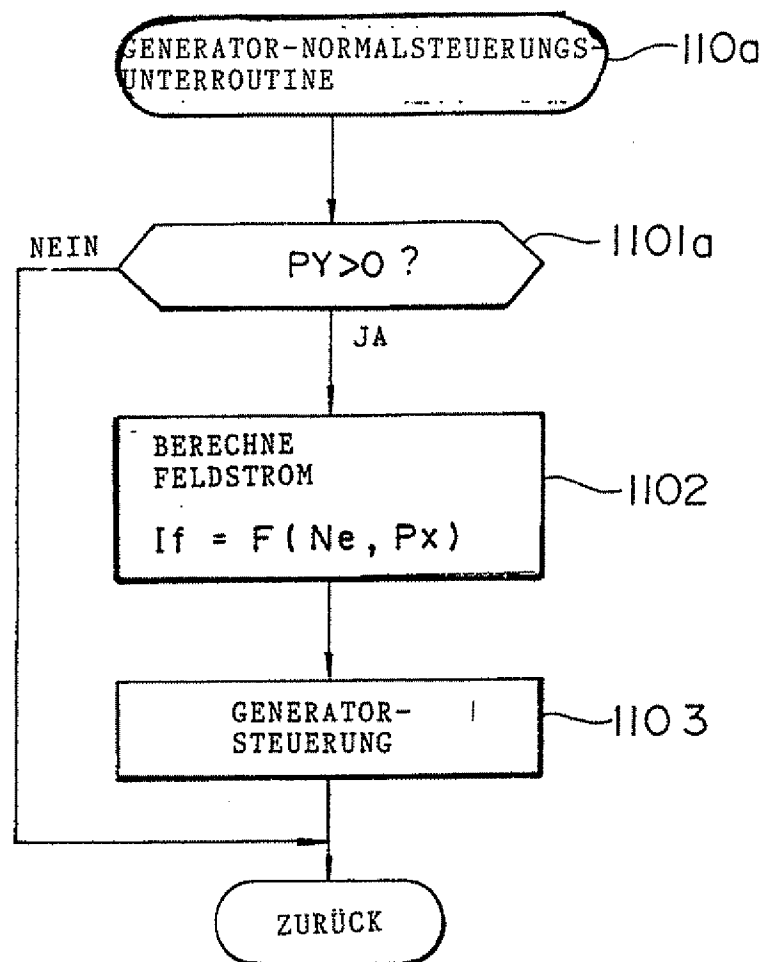 GENERATOR-NORMALSTEUERUNGS-
UNTERROUTINE
110a
NEIN
PY>0 ?
1101a
JA
BERECHNE
FELDSTROM
If = F(Ne, Px)
1102
GENERATOR-
STEUERUNG
1103
ZURÜCK